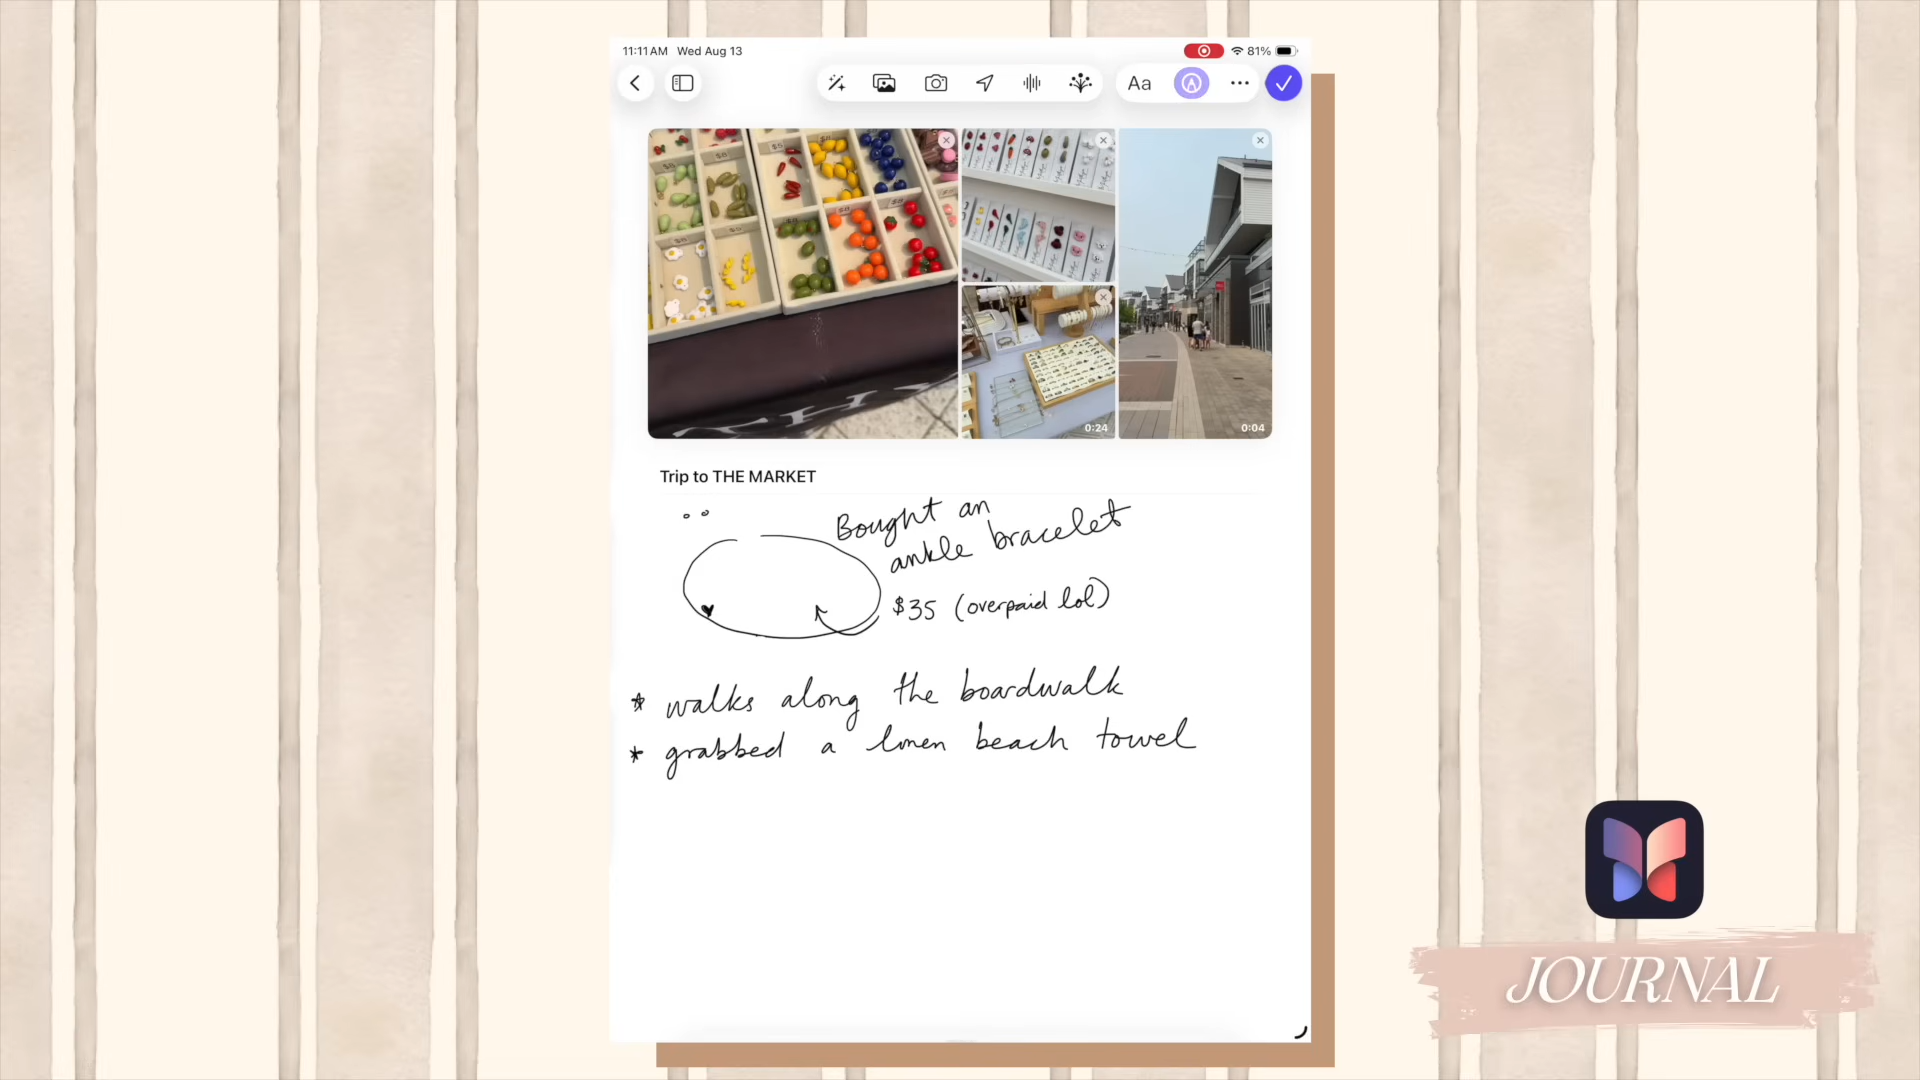 11:11 AM Wed Aug 13
81%
Aa
0:24
0:04
Trip to THE MARKET
Bought an
ankle bracelet
$35 (overpaid lol)
* walks along the boardwalk
* grabbed a linen beach towel
JOURNAL